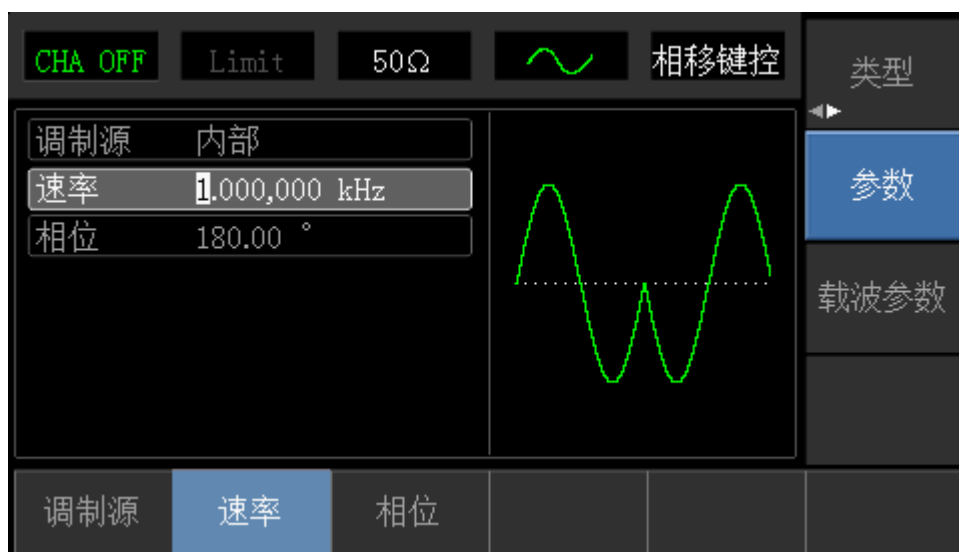 CHA OFF Limit 50Ω 相移键控
类型
调制源 内部
速率 1.000,000 kHz
参数
相位 180.00 °
载波参数
调制源 速率 相位